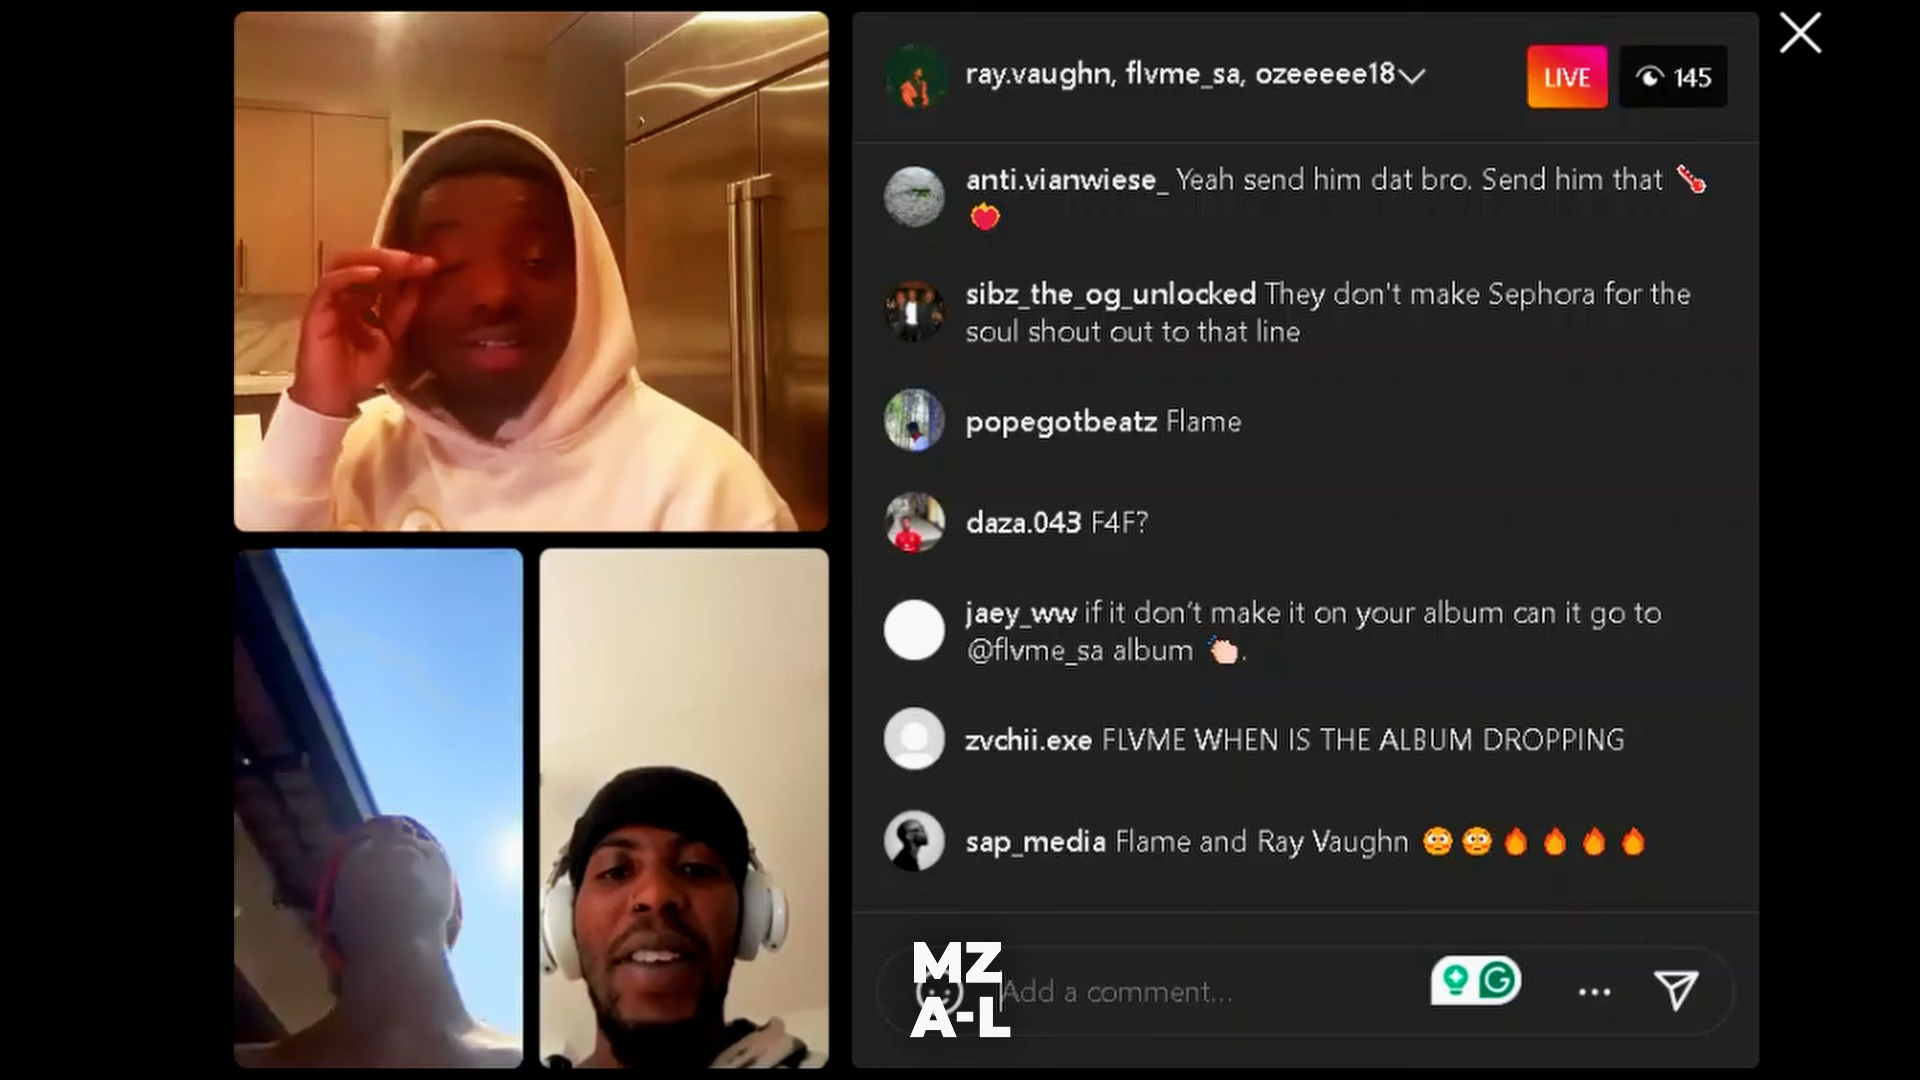 ray.vaughn, flvme_sa, ozeeeee18
LIVE
145
anti.vianwiese_ Yeah send him dat bro. Send him that
sibz_the_og_unlocked They don't make Sephora for the
soul shout out to that line
popegotbeatz Flame
daza.043 F4F?
jaey_ww if it don’t make it on your album can it go to
@flvme_sa album .
zvchii.exe FLVME WHEN IS THE ALBUM DROPPING
sap_media Flame and Ray Vaughn
MZ
A-L
Add a comment...